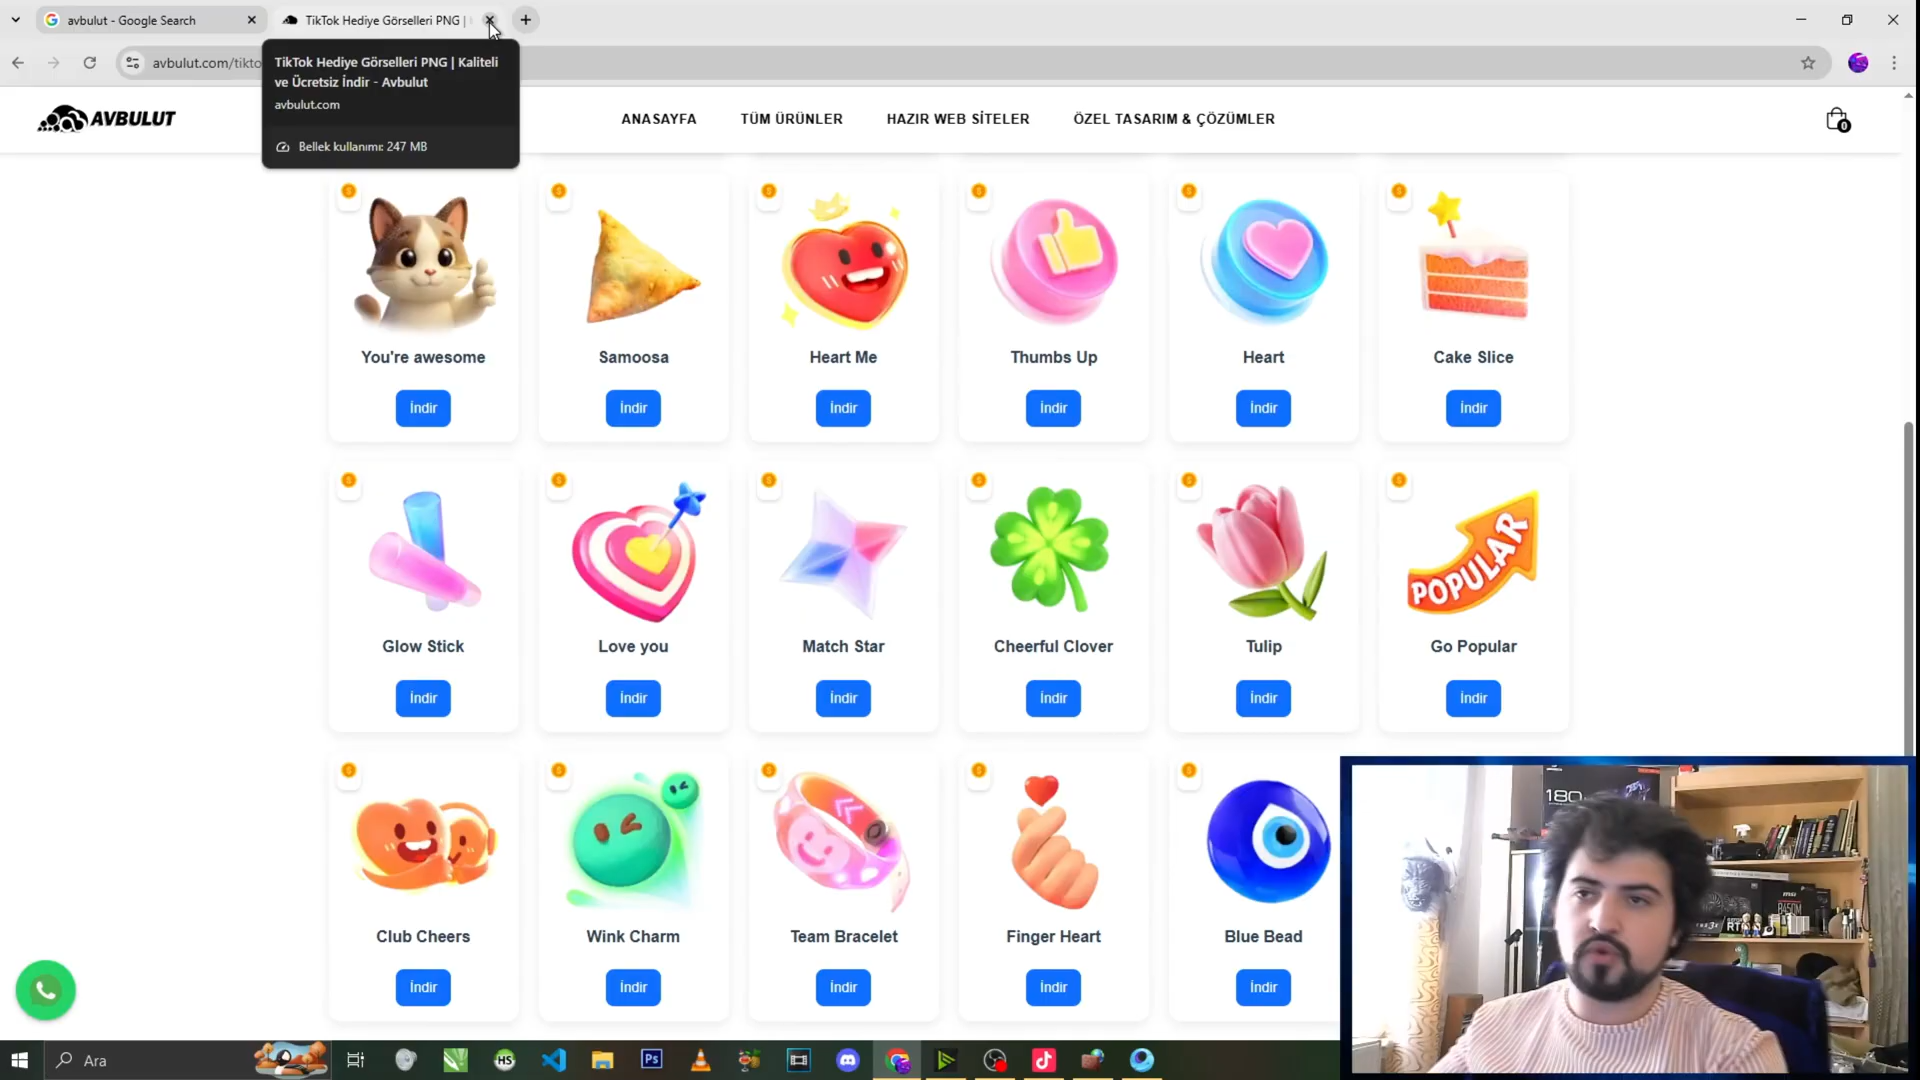 avbulut - Google Search
TikTok Hediye Görselleri PNG |
avbulut.com/tikto
TikTok Hediye Görselleri PNG | Kaliteli
ve Ücretsiz İndir - Avbulut
avbulut.com
Bellek kullanımı: 247 MB
AVBULUT
ANASAYFA
TÜM ÜRÜNLER
HAZIR WEB SİTELER
ÖZEL TASARIM & ÇÖZÜMLER
0
You're awesome
Samoosa
Heart Me
Thumbs Up
Heart
Cake Slice
İndir
İndir
İndir
İndir
İndir
İndir
POPULAR
Glow Stick
Love you
Match Star
Cheerful Clover
Tulip
Go Popular
İndir
İndir
İndir
İndir
İndir
İndir
Club Cheers
Wink Charm
Team Bracelet
Finger Heart
Blue Bead
İndir
İndir
İndir
İndir
İndir
180
B450M
Ara
HS
Ps